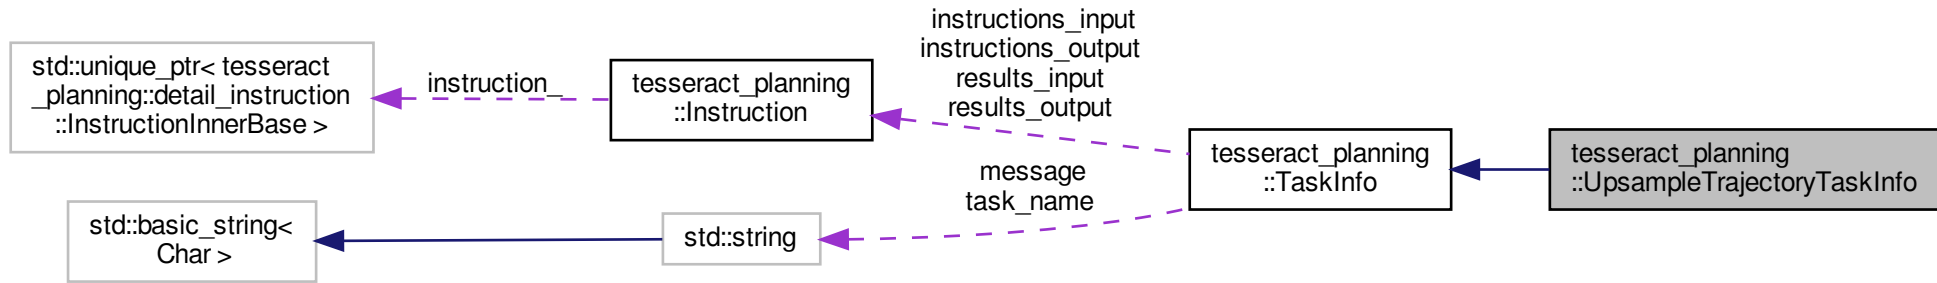 std::unique_ptr< tesseract
_planning::detail_instruction
::InstructionInnerBase >
instruction_
tesseract_planning
::Instruction
instructions_input
instructions_output
results_input
results_output
std::basic_string<
Char >
std::string
message
task_name
tesseract_planning
::TaskInfo
tesseract_planning
::UpsampleTrajectoryTaskInfo